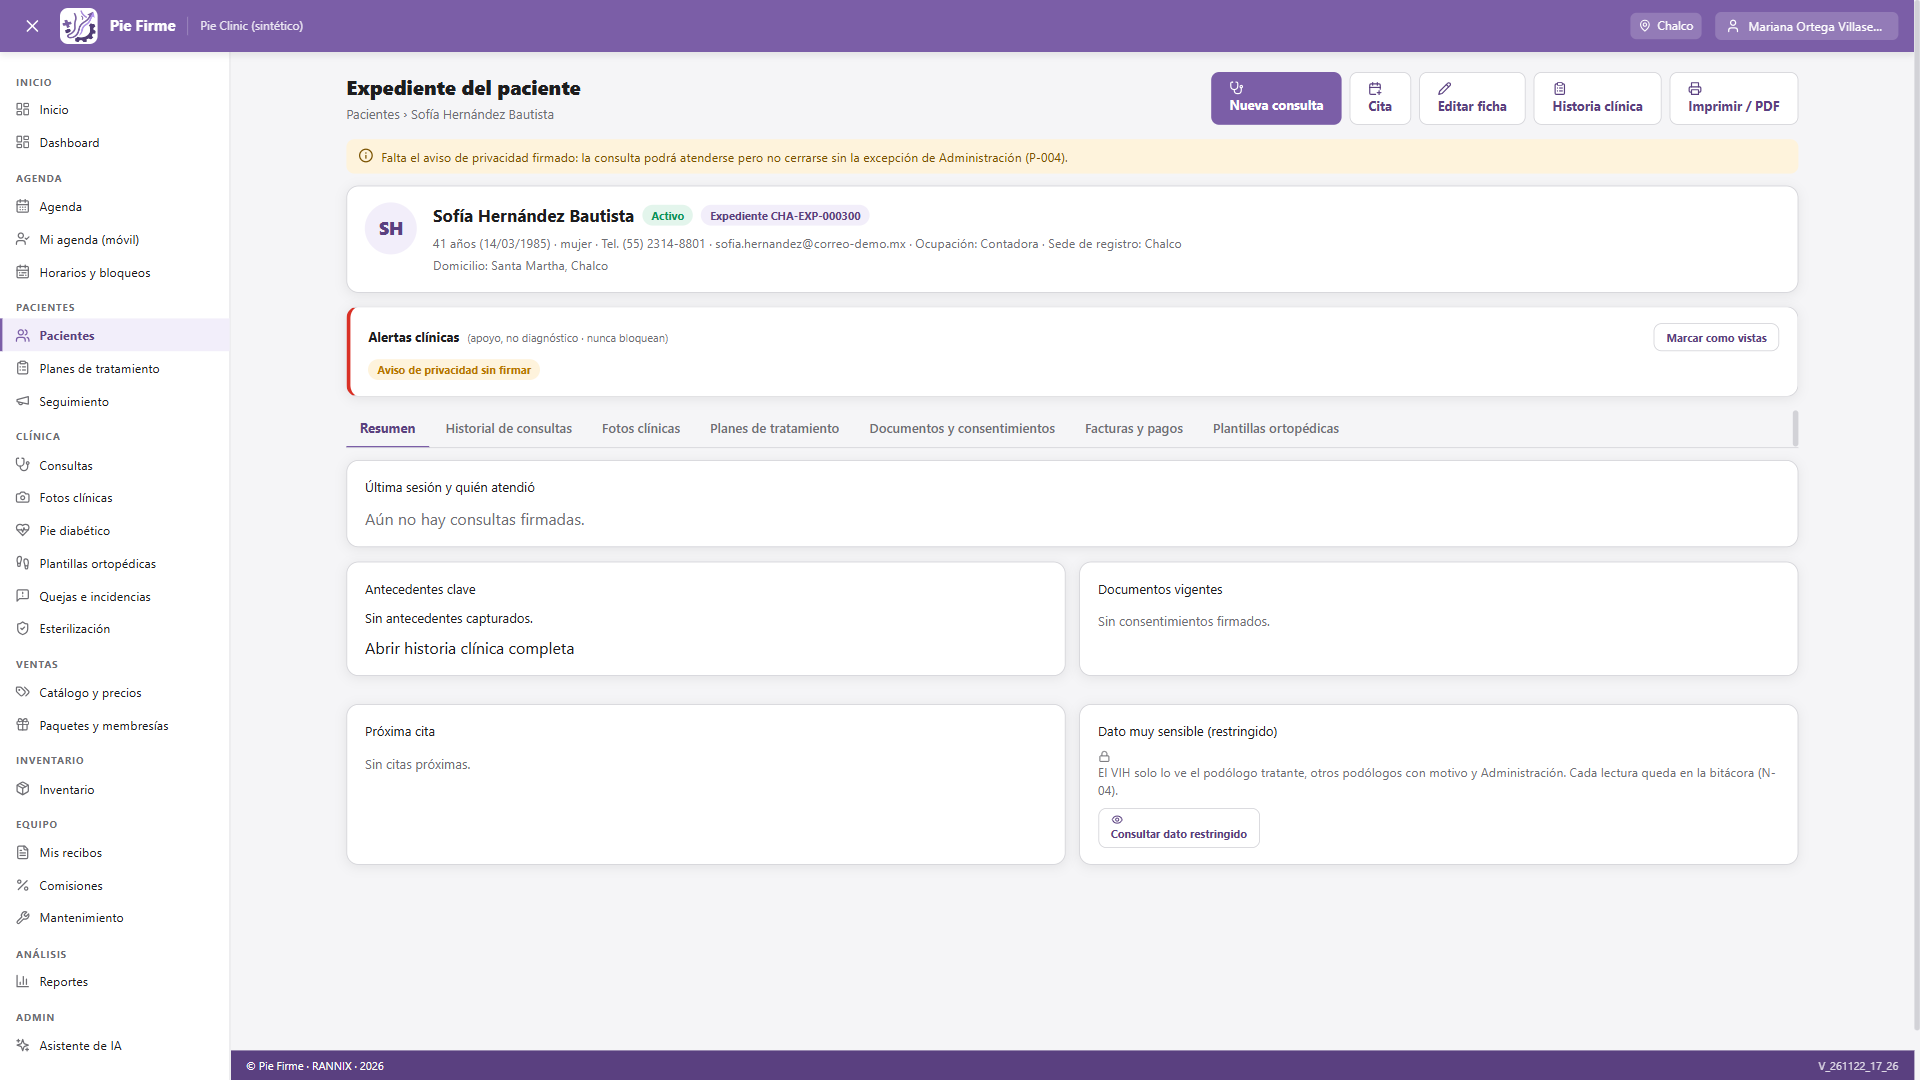 Pie Firme
Pie Clinic (sintético)
Chalco
Mariana Ortega Villase...
INICIO
Inicio
Dashboard
AGENDA
Agenda
Mi agenda (móvil)
Horarios y bloqueos
PACIENTES
Pacientes
Planes de tratamiento
Seguimiento
CLÍNICA
Consultas
Fotos clínicas
Pie diabético
Plantillas ortopédicas
Quejas e incidencias
Esterilización
VENTAS
Catálogo y precios
Paquetes y membresías
INVENTARIO
Inventario
EQUIPO
Mis recibos
Comisiones
Mantenimiento
ANÁLISIS
Reportes
ADMIN
Asistente de IA
Expediente del paciente
Pacientes › Sofía Hernández Bautista
Nueva consulta
Cita
Editar ficha
Historia clínica
Imprimir / PDF
Falta el aviso de privacidad firmado: la consulta podrá atenderse pero no cerrarse sin la excepción de Administración (P-004).
SH
Sofía Hernández Bautista
Activo
Expediente CHA-EXP-000300
41 años (14/03/1985) · mujer · Tel. (55) 2314-8801 · sofia.hernandez@correo-demo.mx · Ocupación: Contadora · Sede de registro: Chalco
Domicilio: Santa Martha, Chalco
Alertas clínicas (apoyo, no diagnóstico · nunca bloquean)
Marcar como vistas
Aviso de privacidad sin firmar
Resumen
Historial de consultas
Fotos clínicas
Planes de tratamiento
Documentos y consentimientos
Facturas y pagos
Plantillas ortopédicas
Última sesión y quién atendió
Aún no hay consultas firmadas.
Antecedentes clave
Sin antecedentes capturados.
Abrir historia clínica completa
Documentos vigentes
Sin consentimientos firmados.
Próxima cita
Sin citas próximas.
Dato muy sensible (restringido)
El VIH solo lo ve el podólogo tratante, otros podólogos con motivo y Administración. Cada lectura queda en la bitácora (N-
04).
Consultar dato restringido
© Pie Firme · RANNIX · 2026
V_261122_17_26